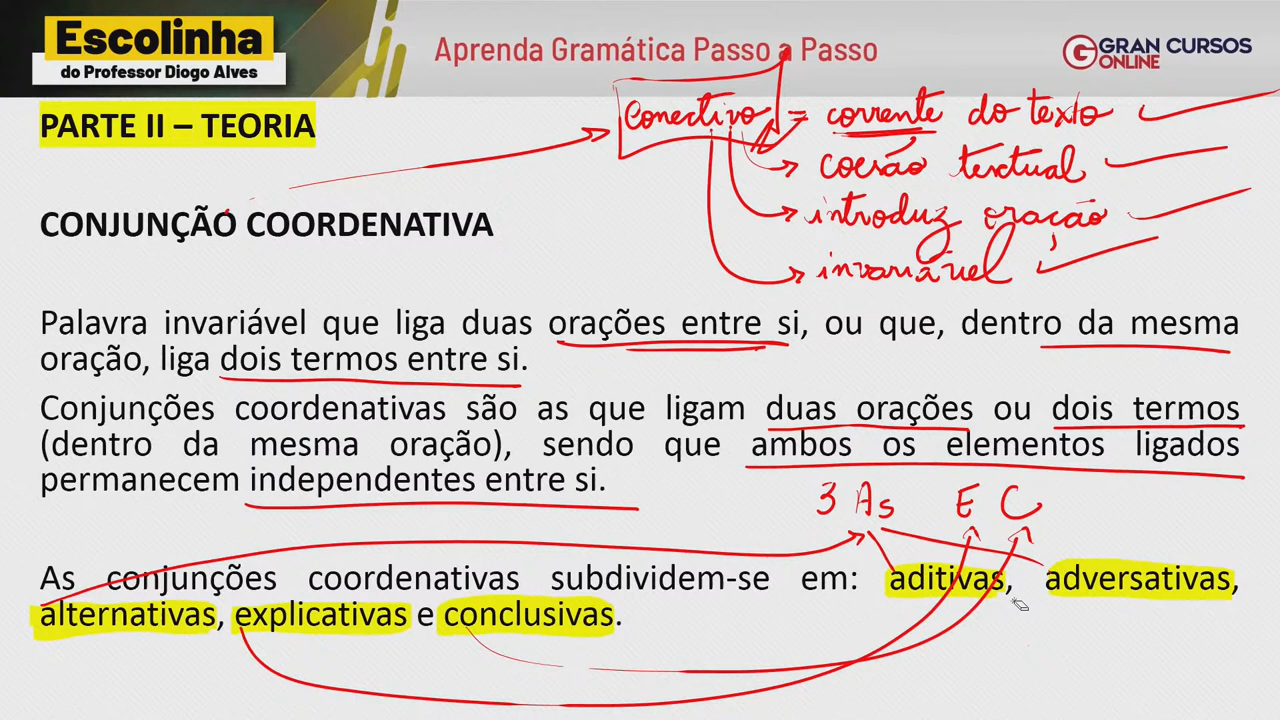 Escolinha
do Professor Diogo Alves
Aprenda Gramática Passo a Passo
GRAN CURSOS
ONLINE
PARTE II – TEORIA
Conectivo = corrente do texto
coesão textual
introduz oração
invariável
CONJUNÇÃO COORDENATIVA
Palavra invariável que liga duas orações entre si, ou que, dentro da mesma
oração, liga dois termos entre si.
Conjunções coordenativas são as que ligam duas orações ou dois termos
(dentro da mesma oração), sendo que ambos os elementos ligados
permanecem independentes entre si.
3 As E C
As conjunções coordenativas subdividem-se em: aditivas, adversativas,
alternativas, explicativas e conclusivas.